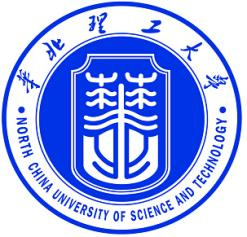 华北理工大学
· NORTH CHINA UNIVERSITY OF SCIENCE AND TECHNOLOGY ·